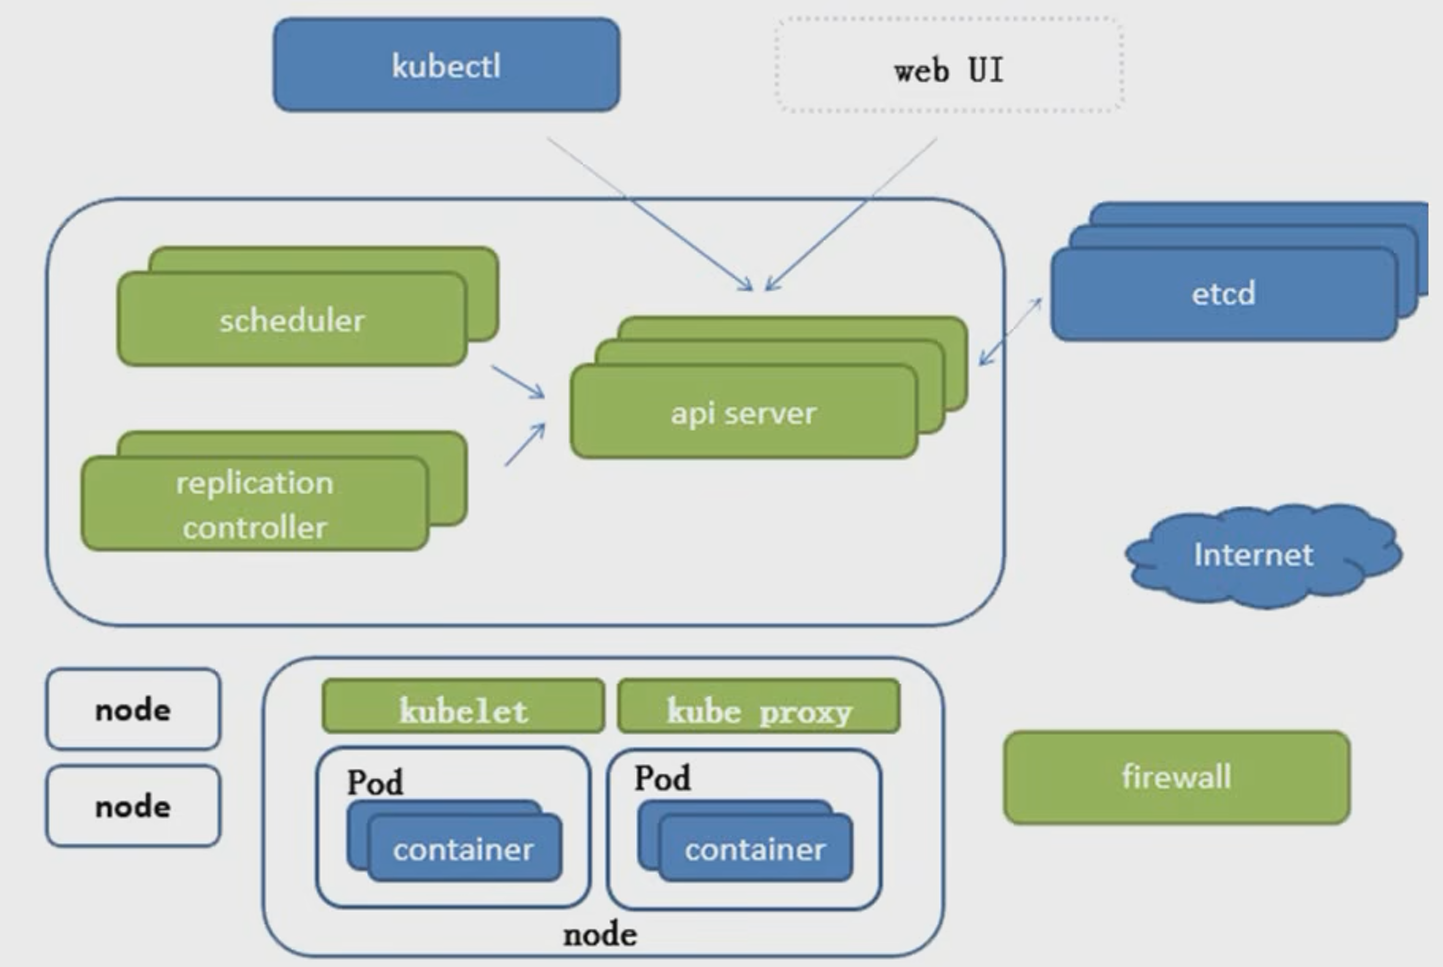 kubectl
web UI
scheduler
etcd
api server
replication
controller
Internet
node
node
kubelet
kube proxy
Pod
container
Pod
container
node
firewall